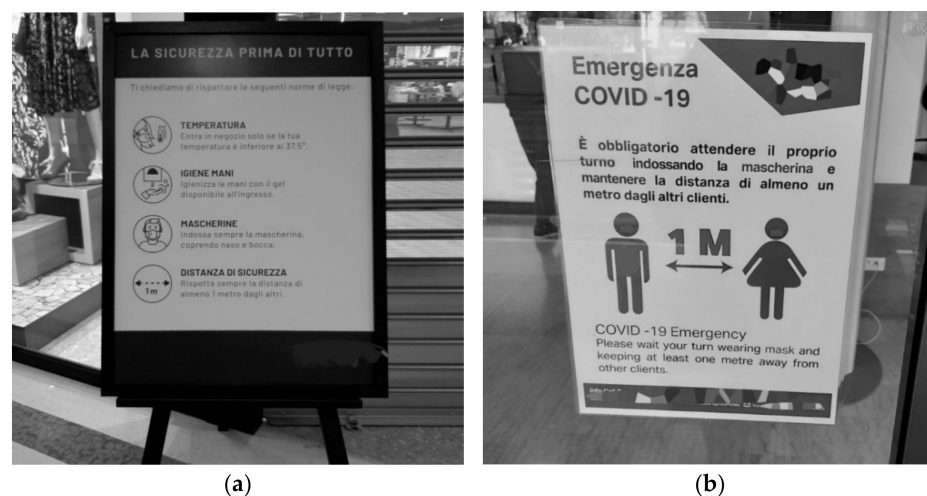 LA SICUREZZA PRIMA DI TUTTO
Ti chiediamo di rispettare le seguenti norme di legge:
TEMPERATURA
Entra in negozio solo se la tua
temperatura è inferiore ai 37.5°.
IGIENE MANI
Igienizza le mani con il gel
disponibile all'ingresso.
MASCHERINE
Indossa sempre la mascherina,
coprendo naso e bocca.
1m
DISTANZA DI SICUREZZA
Rispetta sempre la distanza di
almeno 1 metro dagli altri.
(a)
Emergenza
COVID -19
È obbligatorio attendere il proprio
turno indossando la mascherina e
mantenere la distanza di almeno un
metro dagli altri clienti.
1 M
COVID -19 Emergency
Please wait your turn wearing mask and
keeping at least one metre away from
other clients.
(b)